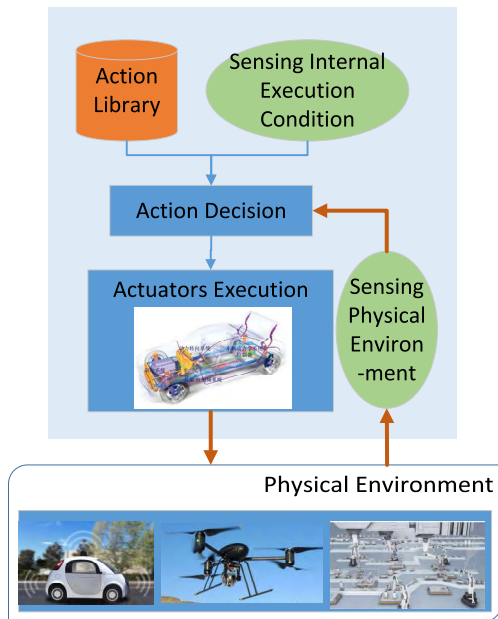 Action
Library
Sensing Internal
Execution
Condition
Action Decision
Actuators Execution
Sensing
Physical
Environ
-ment
Physical Environment